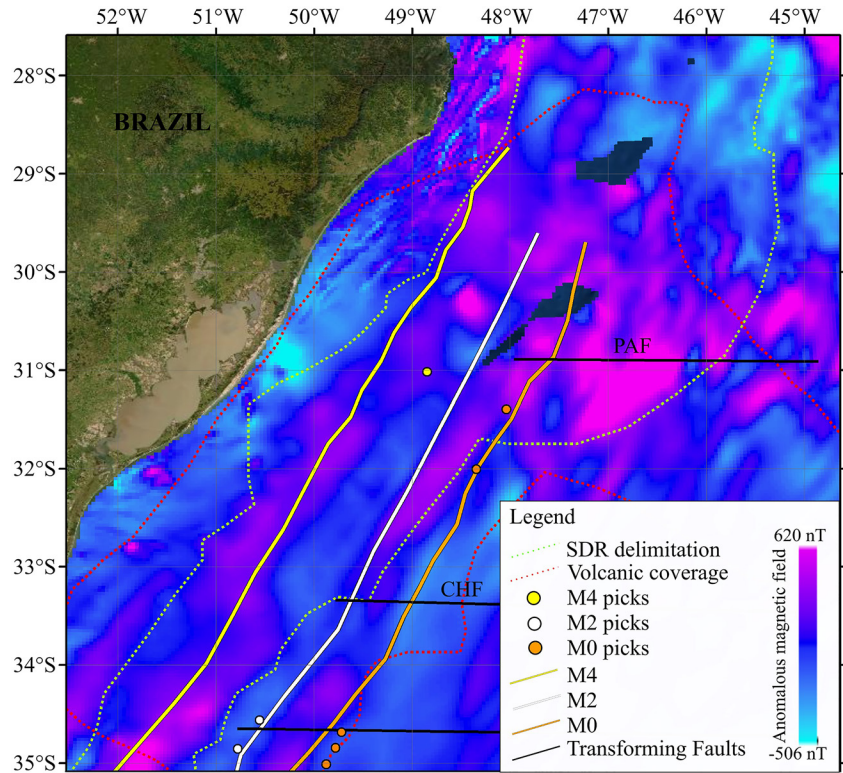 52°W 51°W 50°W 49°W 48°W 47°W 46°W 45°W
28°S
BRAZIL
29°S
30°S
PAF
31°S
32°S
Legend
620 nT
SDR delimitation
33°S
Volcanic coverage
CHF
M4 picks
M2 picks
M0 picks
34°S
M4
M2
M0
Transforming Faults
35°S
-506 nT
Anomalous magnetic field